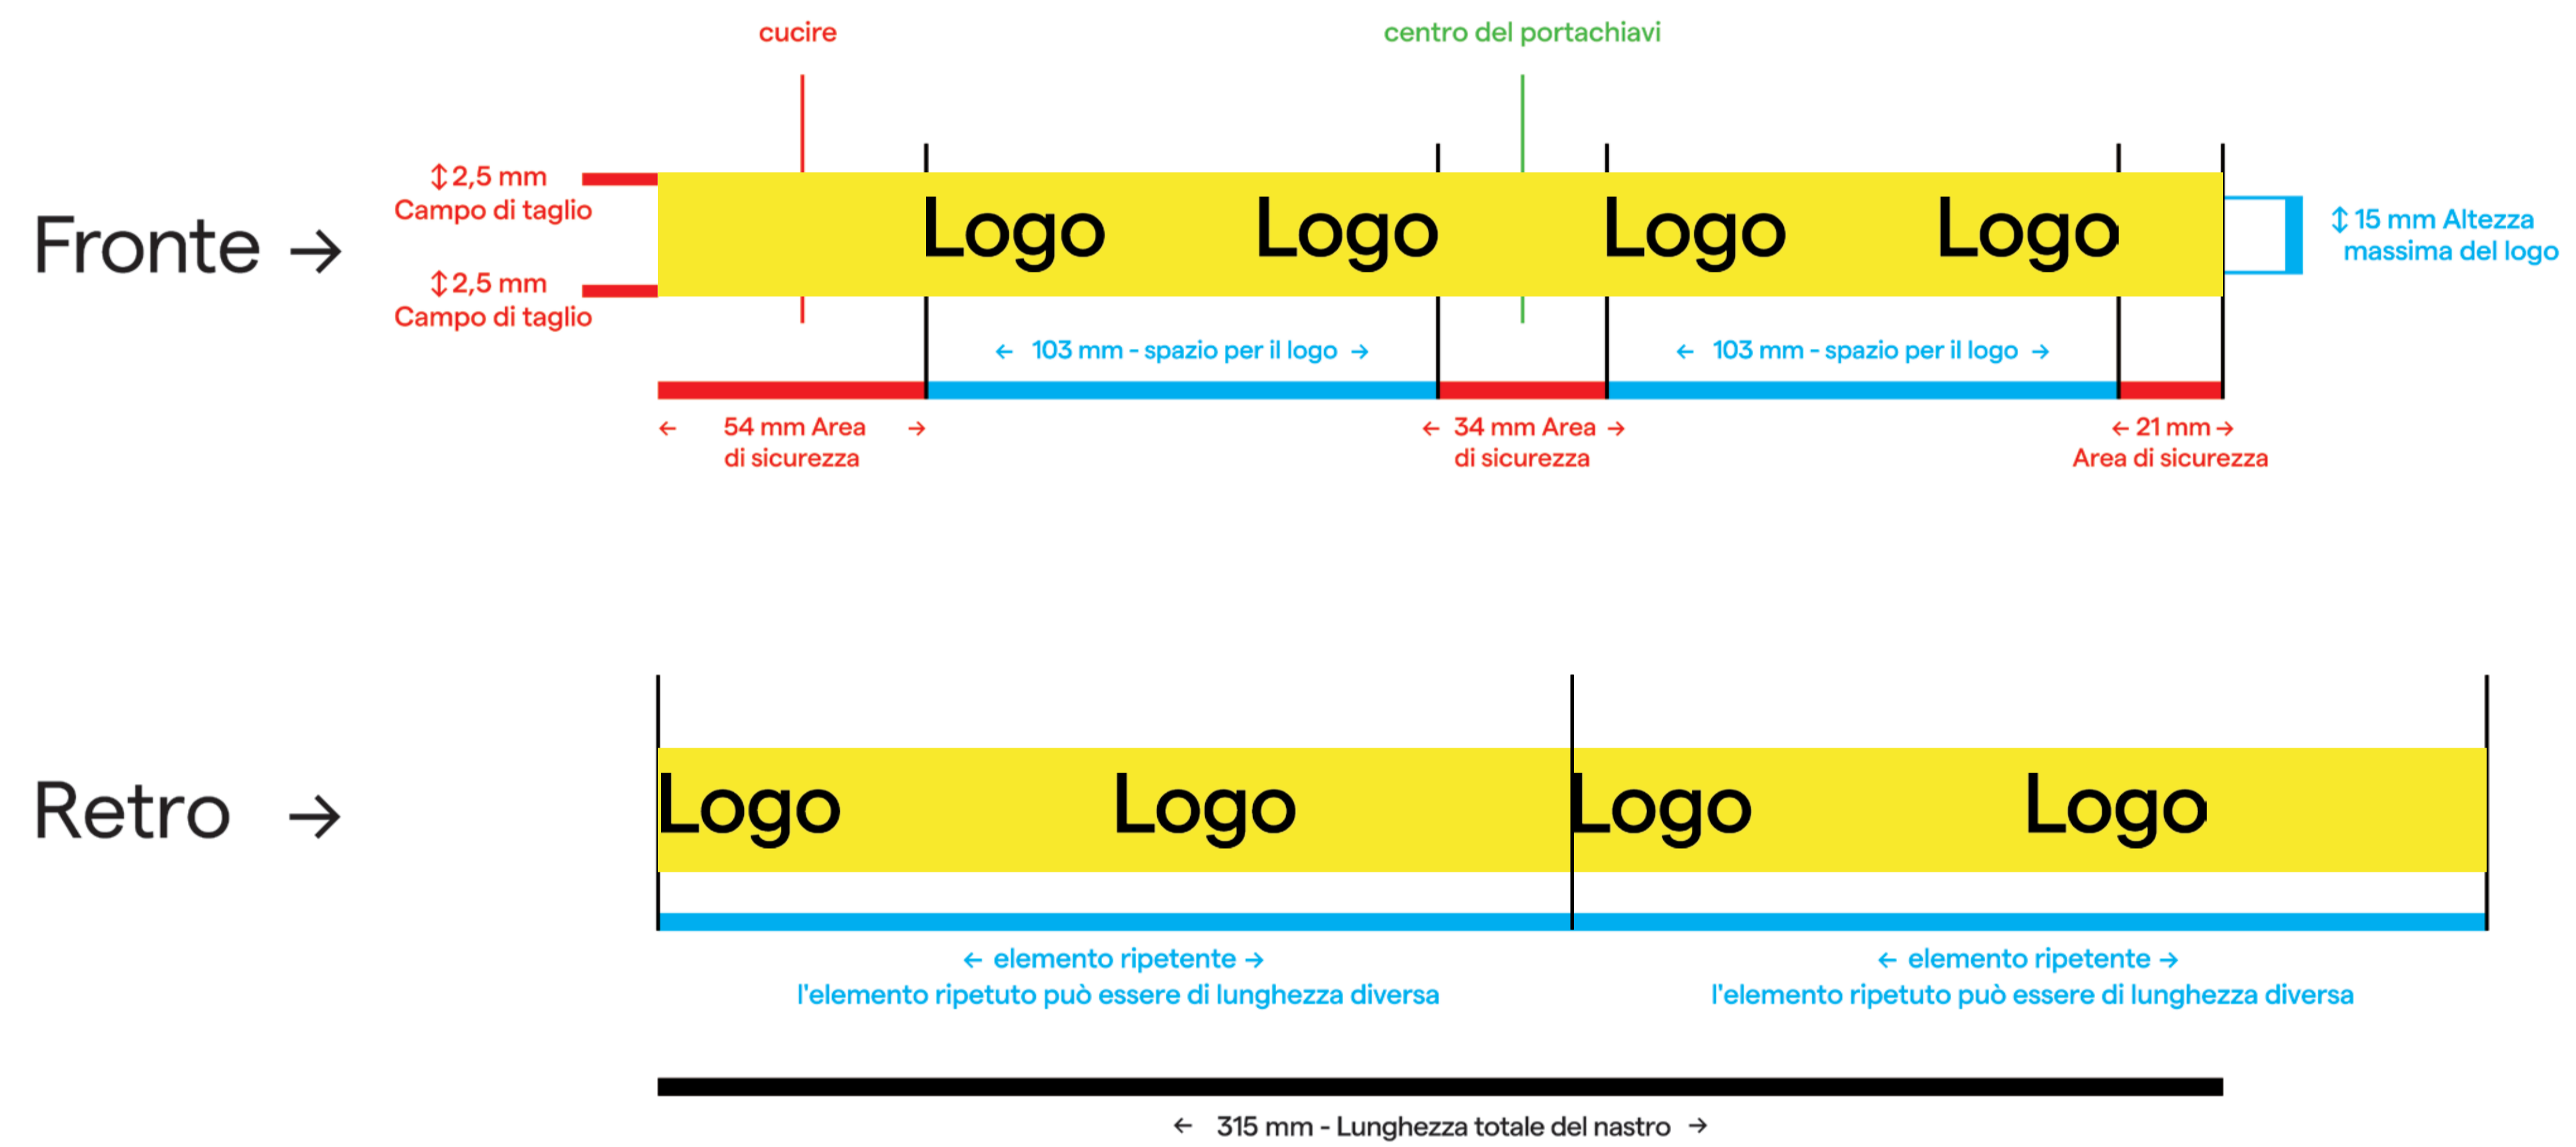 cucire
centro del portachiavi
↕ 2,5 mm
Campo di taglio
Fronte →
Logo Logo Logo Logo
↕ 15 mm Altezza
massima del logo
↕ 2,5 mm
Campo di taglio
← 103 mm - spazio per il logo →
← 103 mm - spazio per il logo →
← 54 mm Area →
di sicurezza
← 34 mm Area →
di sicurezza
← 21 mm →
Area di sicurezza
Retro →
Logo Logo Logo Logo
← elemento ripetente →
l'elemento ripetuto può essere di lunghezza diversa
← elemento ripetente →
l'elemento ripetuto può essere di lunghezza diversa
← 315 mm - Lunghezza totale del nastro →